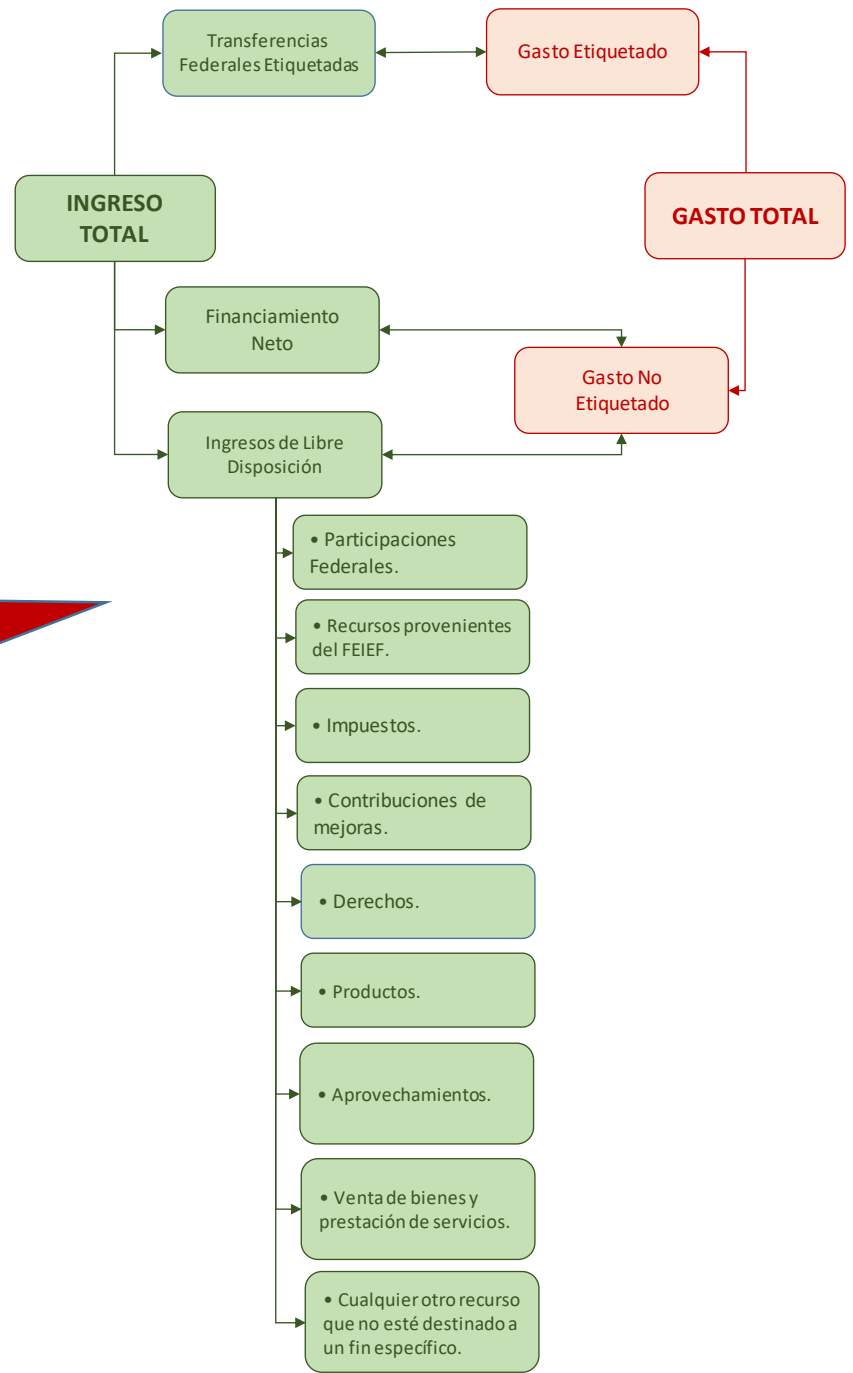 Transferencias
Federales Etiquetadas
Gasto Etiquetado
INGRESO
TOTAL
GASTO TOTAL
Financiamiento
Neto
Gasto No
Etiquetado
Ingresos de Libre
Disposición
• Participaciones
Federales.
• Recursos provenientes
del FEIEF.
• Impuestos.
• Contribuciones de
mejoras.
• Derechos.
• Productos.
• Aprovechamientos.
• Venta de bienes y
prestación de servicios.
• Cualquier otro recurso
que no esté destinado a
un fin específico.